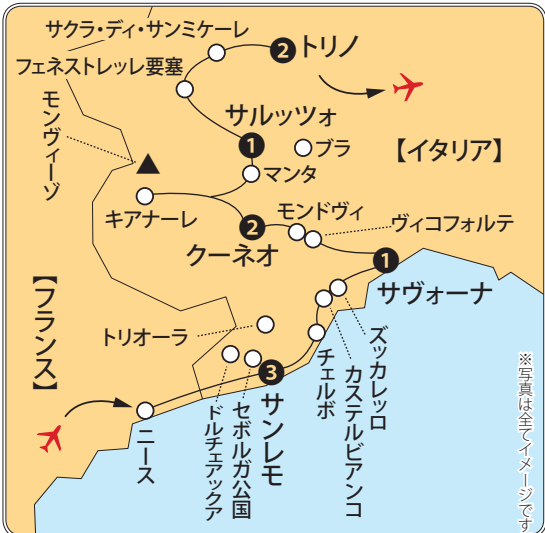 サクラ・ディ・サンミケーレ
❷トリノ
フェネストレッレ要塞
モンヴィーゾ
サルッツォ
❶
ブラ
【イタリア】
マンタ
キアナーレ
モンドヴィ
ヴィコフォルテ
❷
クーネオ
❶
サヴォーナ
【フランス】
トリオーラ
ズッカレッロ
カステルビアンコ
チェルボ
❸
サンレモ
セボルガ公国
ドルチェアックア
ニース
※写真は全てイメージです